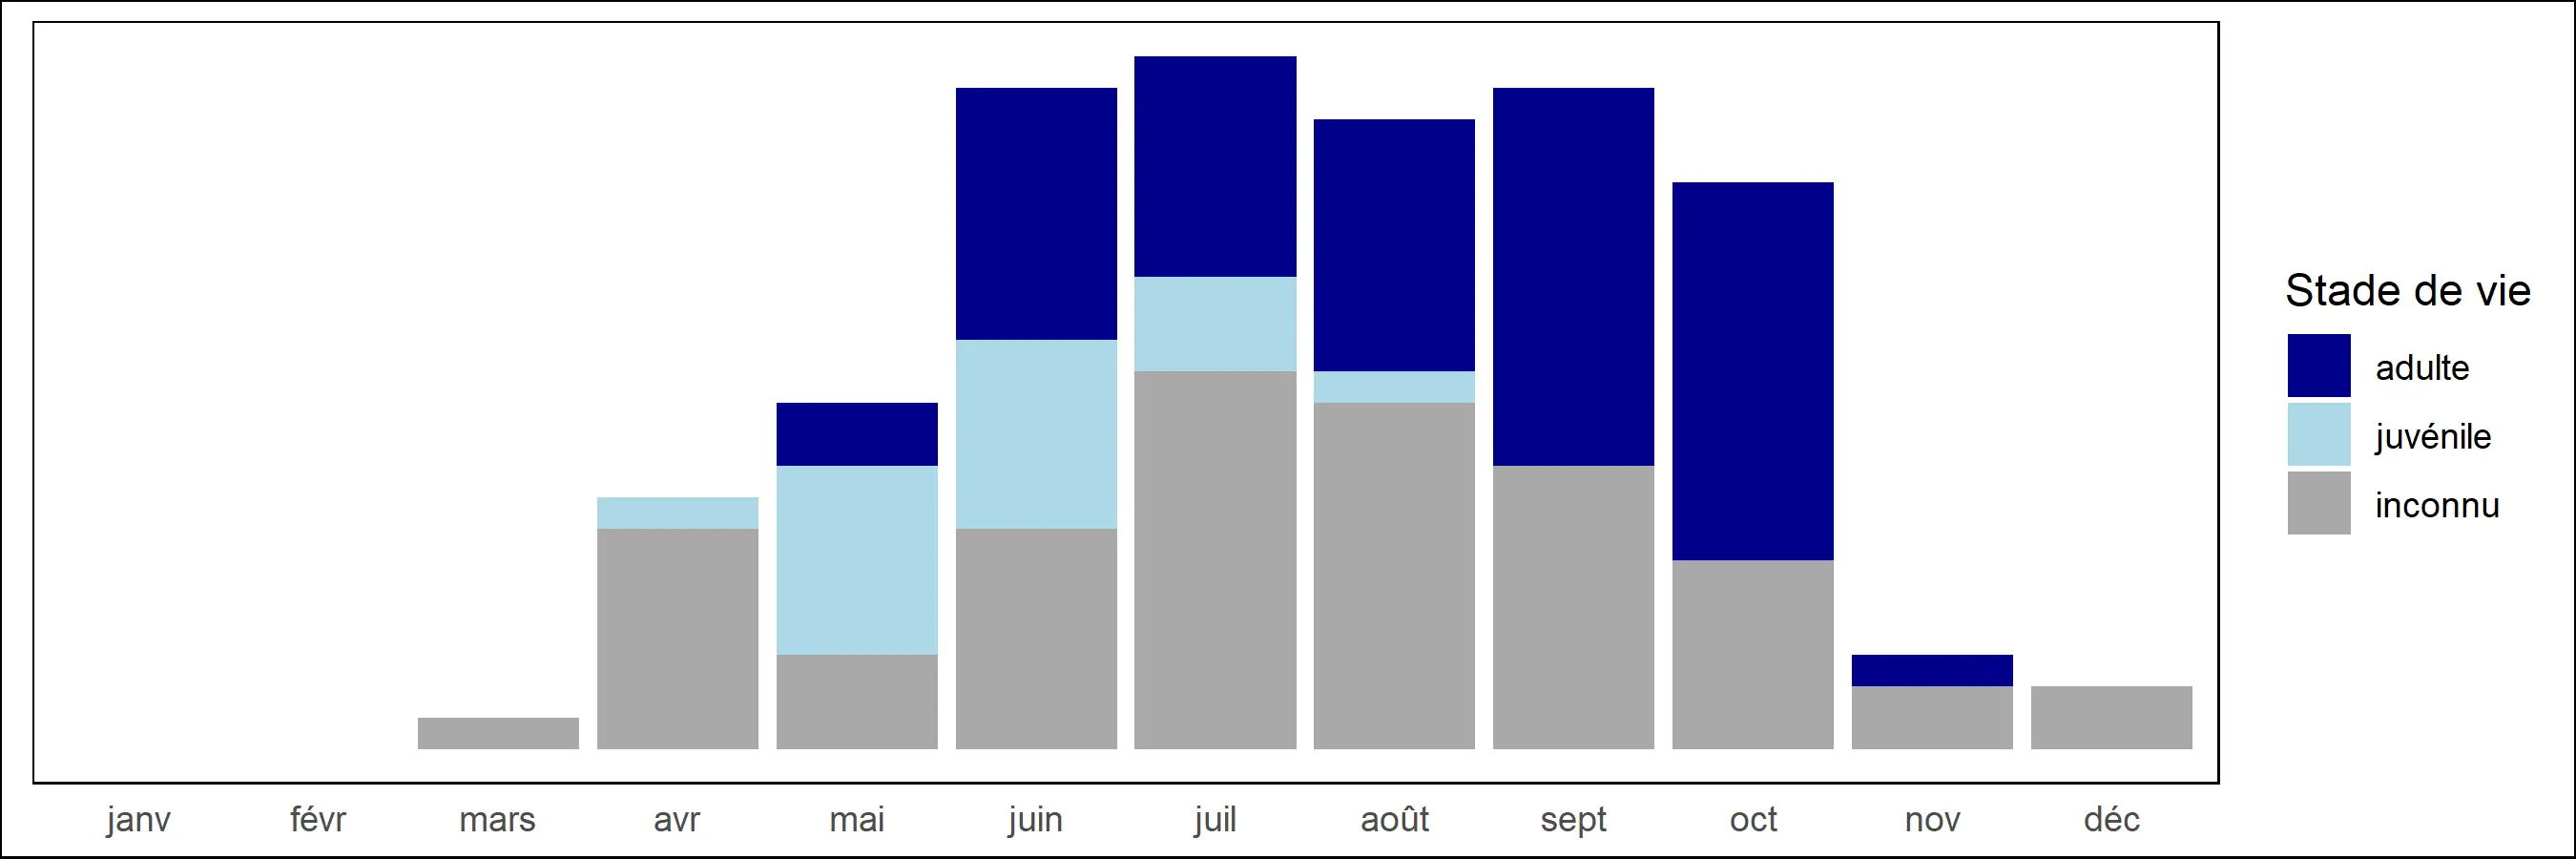 Stade de vie
adulte
juvénile
inconnu
janv févr mars avr mai juin juil août sept oct nov déc